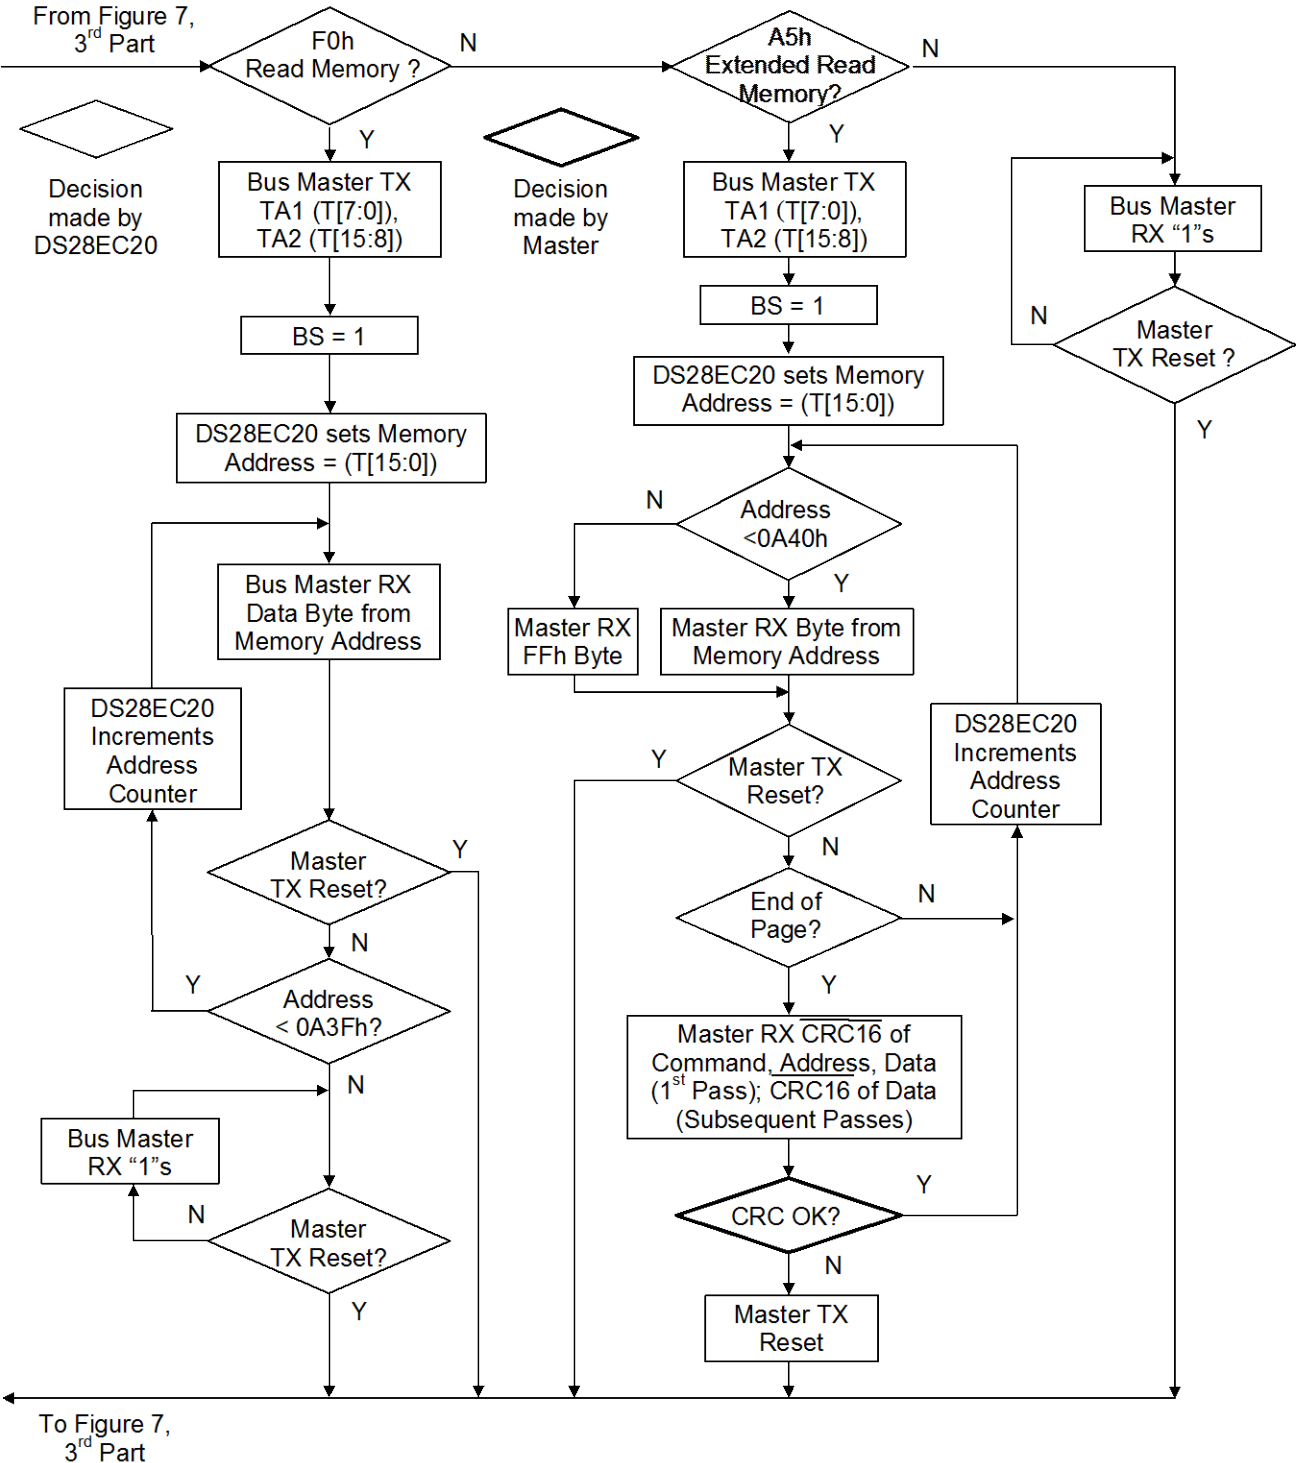 From Figure 7,
3rd Part
F0h
Read Memory ?
N
Y
A5h
Extended Read
Memory?
N
Y
Decision
made by
DS28EC20
Decision
made by
Master
Bus Master TX
TA1 (T[7:0]),
TA2 (T[15:8])
BS = 1
DS28EC20 sets Memory
Address = (T[15:0])
Bus Master RX
Data Byte from
Memory Address
DS28EC20
Increments
Address
Counter
Master
TX Reset?
Y
N
Address
< 0A3Fh?
Y
N
Bus Master
RX “1”s
Master
TX Reset?
N
Y
Bus Master TX
TA1 (T[7:0]),
TA2 (T[15:8])
BS = 1
DS28EC20 sets Memory
Address = (T[15:0])
Address
<0A40h
N
Y
Master RX
FFh Byte
Master RX Byte from
Memory Address
Master TX
Reset?
Y
N
DS28EC20
Increments
Address
Counter
End of
Page?
N
Y
Master RX CRC16 of
Command, Address, Data
(1st Pass); CRC16 of Data
(Subsequent Passes)
CRC OK?
Y
N
Master TX
Reset
Bus Master
RX “1”s
Master
TX Reset ?
N
Y
To Figure 7,
3rd Part